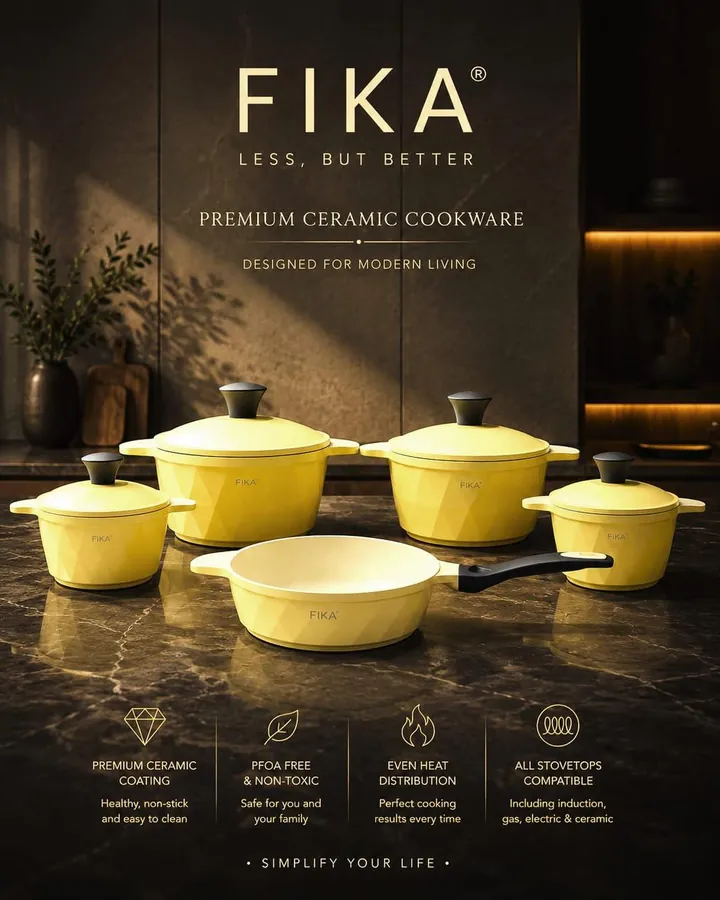 FIKA®
LESS, BUT BETTER
PREMIUM CERAMIC COOKWARE
DESIGNED FOR MODERN LIVING
FIKA
FIKA
FIKA
FIKA
FIKA
PREMIUM CERAMIC
COATING
Healthy, non-stick
and easy to clean
PFOA FREE
& NON-TOXIC
Safe for you and
your family
EVEN HEAT
DISTRIBUTION
Perfect cooking
results every time
ALL STOVETOPS
COMPATIBLE
Including induction,
gas, electric & ceramic
• SIMPLIFY YOUR LIFE •